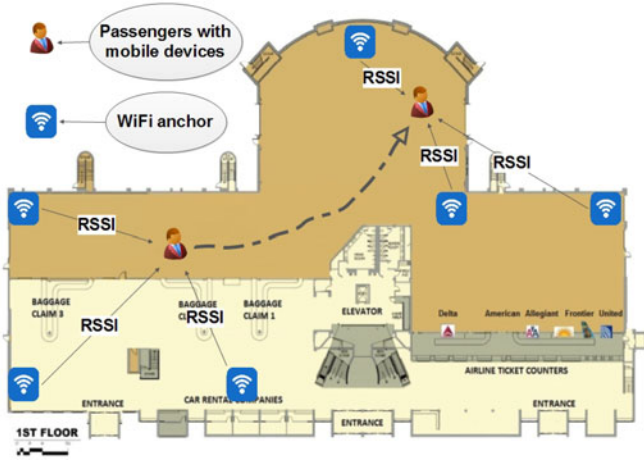 Passengers with
mobile devices
WiFi anchor
RSSI
RSSI
RSSI
RSSI
RSSI
RSSI
BAGGAGE
CLAIM 3
BAGGAGE
BAGGAGE
CLAIM 1
ELEVATOR
Delta
American
Allegiant
Frontier
United
AIRLINE TICKET COUNTERS
ENTRANCE
CAR RENTAL COMPANIES
ENTRANCE
ENTRANCE
1ST FLOOR